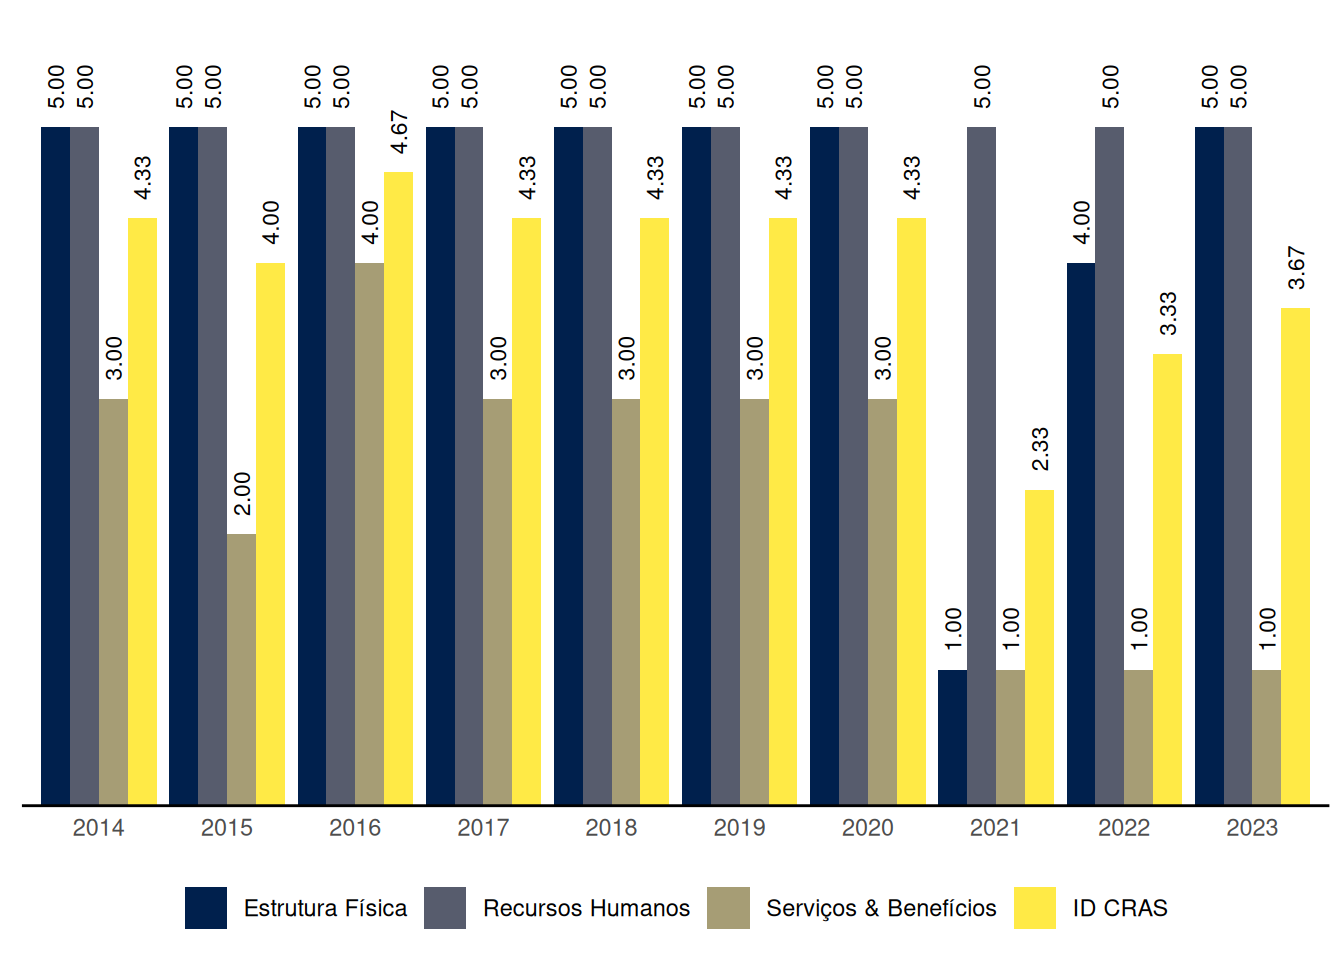 5.00 5.00 5.00 5.00 5.00 5.00 5.00 5.00 5.00 5.00 5.00 5.00 5.00 5.00 5.00 5.00 5.00 5.00
4.67
4.33 4.33 4.33 4.33 4.33
4.00 4.00 4.00
3.67
3.33
3.00 3.00 3.00 3.00 3.00
2.33
2.00
1.00 1.00 1.00 1.00
2014 2015 2016 2017 2018 2019 2020 2021 2022 2023
Estrutura Física Recursos Humanos Serviços & Benefícios ID CRAS